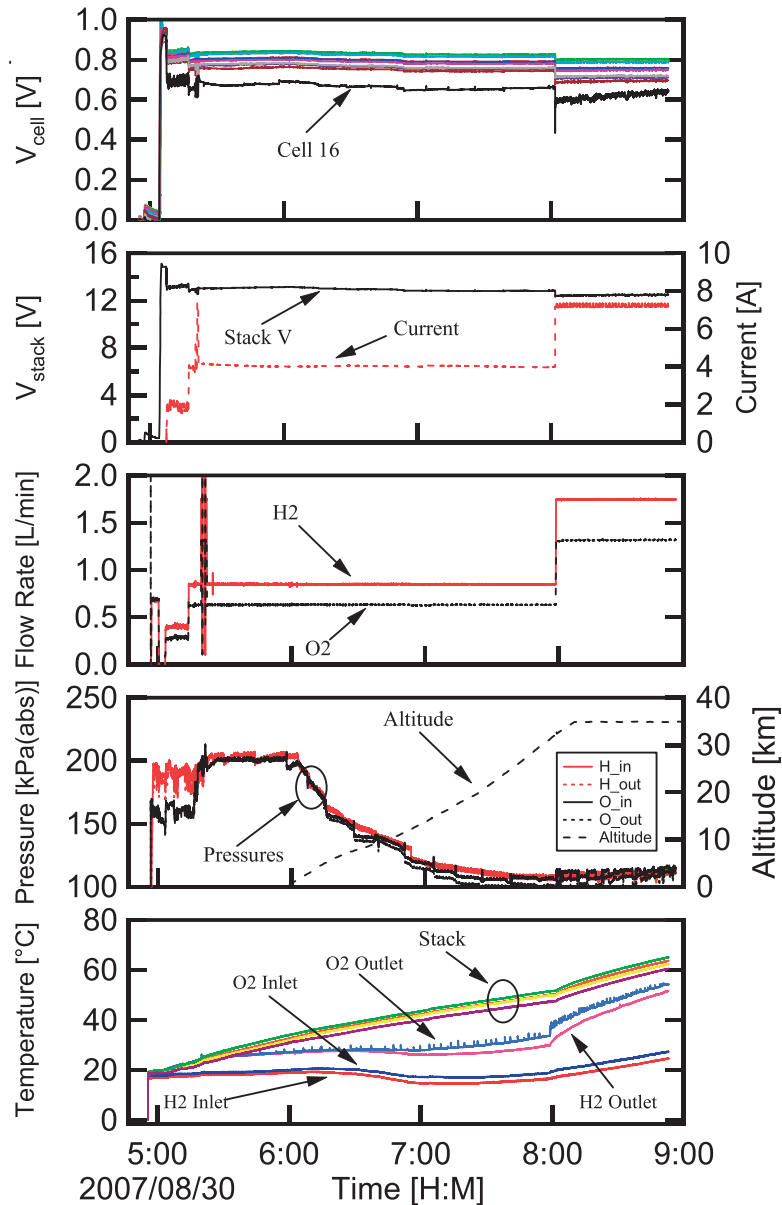 1.0
0.8
0.6
0.4
0.2
0.0
V_cell [V]
Cell 16
16
12
8
4
0
V_stack [V]
10
8
6
4
2
0
Current [A]
Stack V
Current
2.0
1.5
1.0
0.5
0.0
Flow Rate [L/min]
H2
O2
250
200
150
100
Pressure [kPa(abs)]
40
30
20
10
0
Altitude [km]
Altitude
Pressures
H_in
H_out
O_in
O_out
Altitude
80
60
40
20
0
Temperature [°C]
Stack
O2 Outlet
O2 Inlet
H2 Inlet
H2 Outlet
5:00 6:00 7:00 8:00 9:00
2007/08/30 Time [H:M]